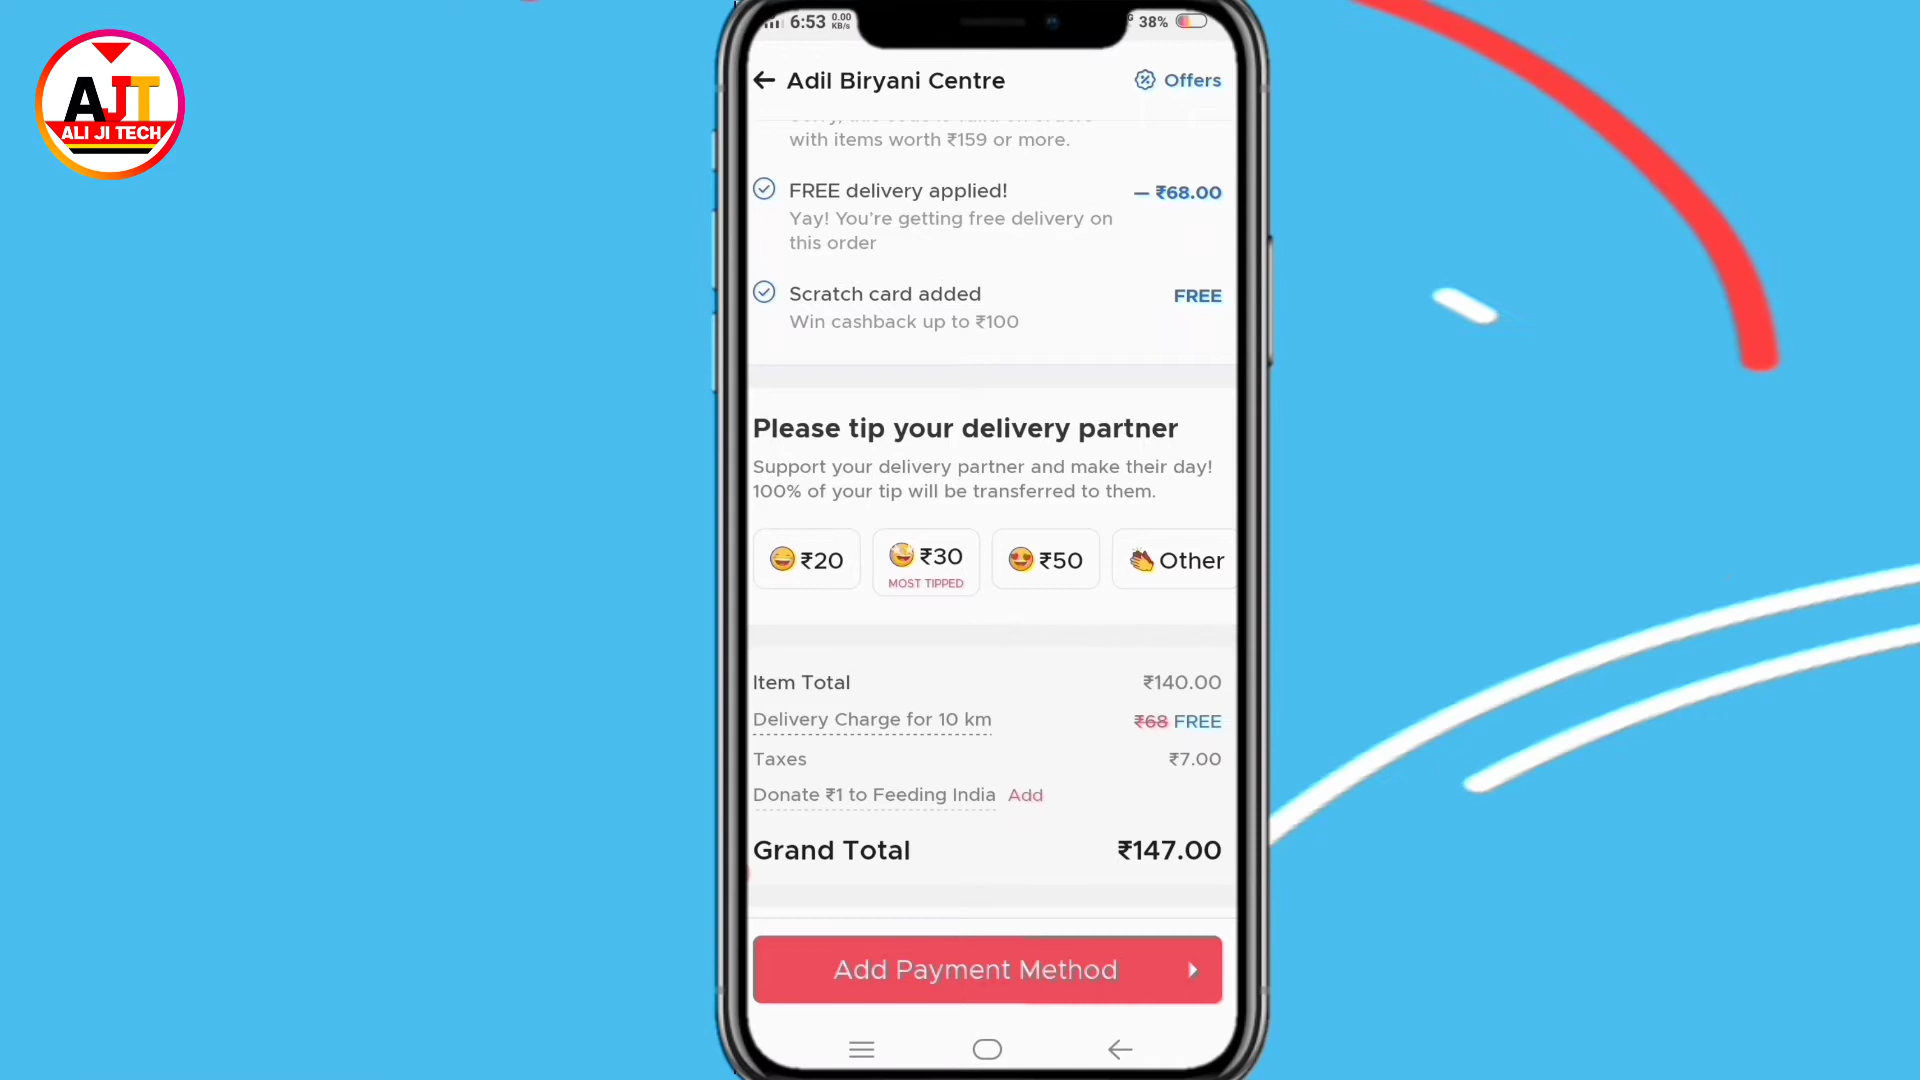 6:53 0.00 KB/s
38%
AJT
ALI JI TECH
Adil Biryani Centre
Offers
with items worth ₹159 or more.
FREE delivery applied!
— ₹68.00
Yay! You're getting free delivery on
this order
Scratch card added
FREE
Win cashback up to ₹100
Please tip your delivery partner
Support your delivery partner and make their day!
100% of your tip will be transferred to them.
₹20
₹30
MOST TIPPED
₹50
Other
Item Total ₹140.00
Delivery Charge for 10 km ₹68 FREE
Taxes ₹7.00
Donate ₹1 to Feeding India Add
Grand Total ₹147.00
Add Payment Method